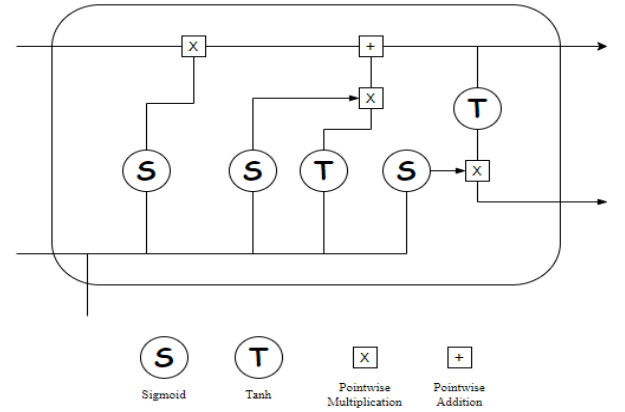 X
+
X
T
S
S
T
S
X
S
T
X
+
Sigmoid
Tanh
Pointwise
Multiplication
Pointwise
Addition